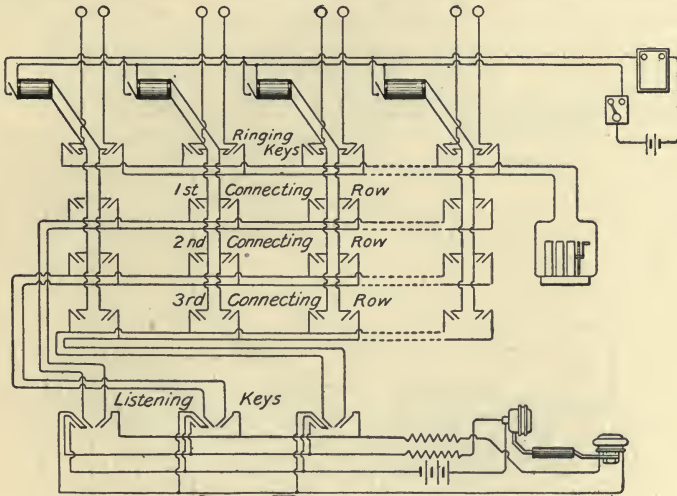 Ringing
Keys
1st Connecting Row
2nd Connecting Row
3rd Connecting Row
Listening Keys